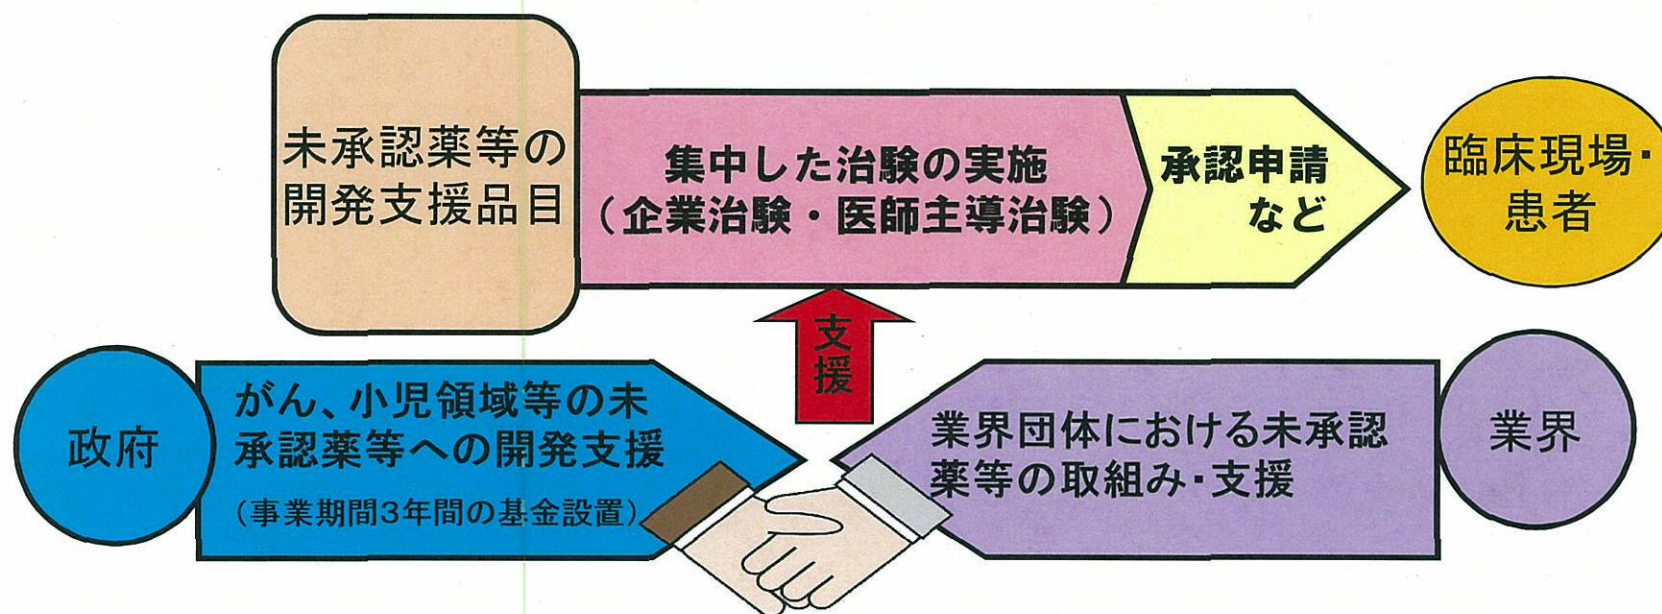 未承認薬等の
開発支援品目
集中した治験の実施
（企業治験・医師主導治験）
承認申請
など
臨床現場・
患者
支援
政府
がん、小児領域等の未
承認薬等への開発支援
（事業期間3年間の基金設置）
業界団体における未承認
薬等の取組み・支援
業界